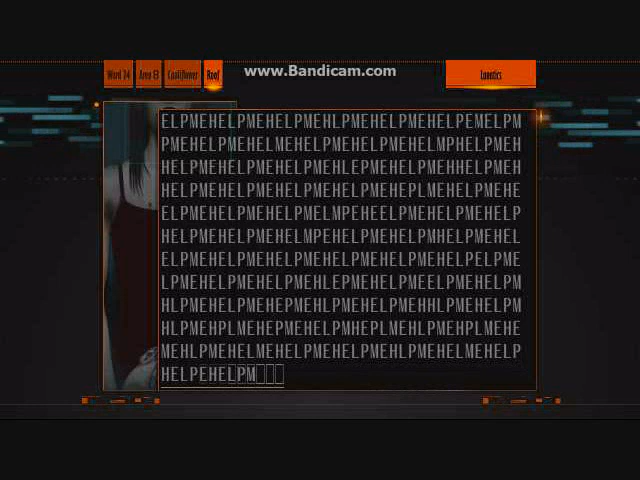 Ward 24
Area 13
Cauliflower
Roof
www.Bandicam.com
Lunatics
ELPMEHELPMEHELPMEHLPMEHELPMEHELPEMELPM
PMEHELPMEHELMEHELPMEHELPMEHELMPHELPMEH
HELPMEHELPMEHELPMEHLEPMEHELPMEHHELPMEH
HELPMEHELPMEHELPMEHELPMEHEPLMEHELPMEHE
ELPMEHELPMEHELPMELMPEHEELPMEHELPMEHELP
HELPMEHELPMEHELMPEHELPMEHELPMHELPMEHEL
ELPMEHELPMEHELPMEHELPMEHELPMEHELPELPME
LPMEHELPMEHELPMEHLEPMEHELPMEELPMEHELPM
HLPMEHELPMEHEPMEHLPMEHELPMEHHLPMEHELPM
HLPMEHPLMEHEPMEHELPMHEPLMEHLPMEHPLMEHE
MEHLPMEHELMEHELPMEHELPMEHLPMEHELMEHELP
HELPEHELPM